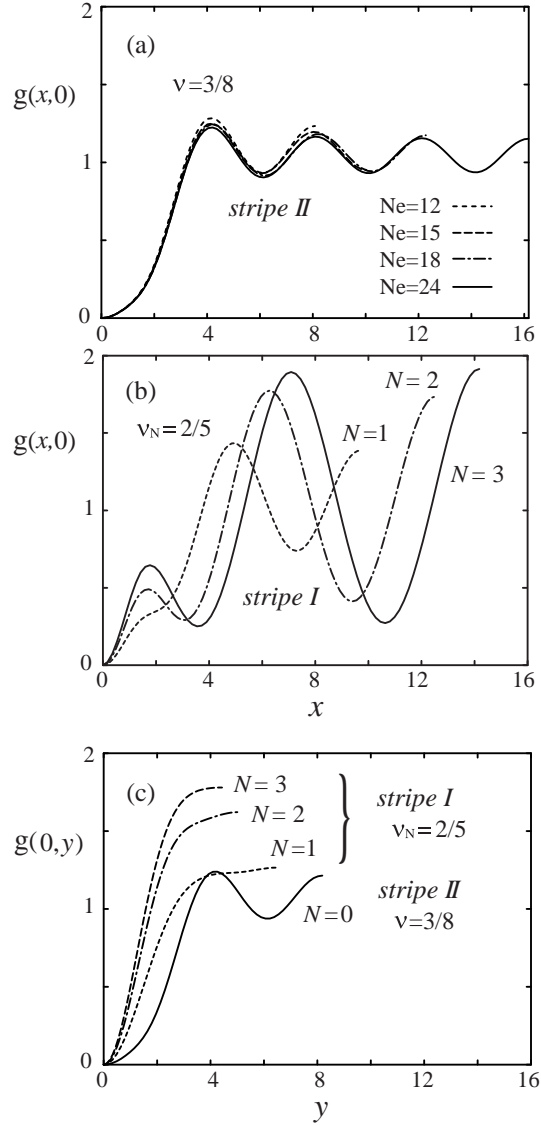 2
(a)
ν=3/8
g(x,0)
1
stripe II
Ne=12
Ne=15
Ne=18
Ne=24
0
0 4 8 12 16
2
(b)
N=2
g(x,0)
νN=2/5
N=1
N=3
1
stripe I
0
0 4 8 12 16
x
2
(c)
N=3
stripe I
N=2
νN=2/5
g(0,y)
N=1
stripe II
1
N=0
ν=3/8
0
0 4 8 12 16
y